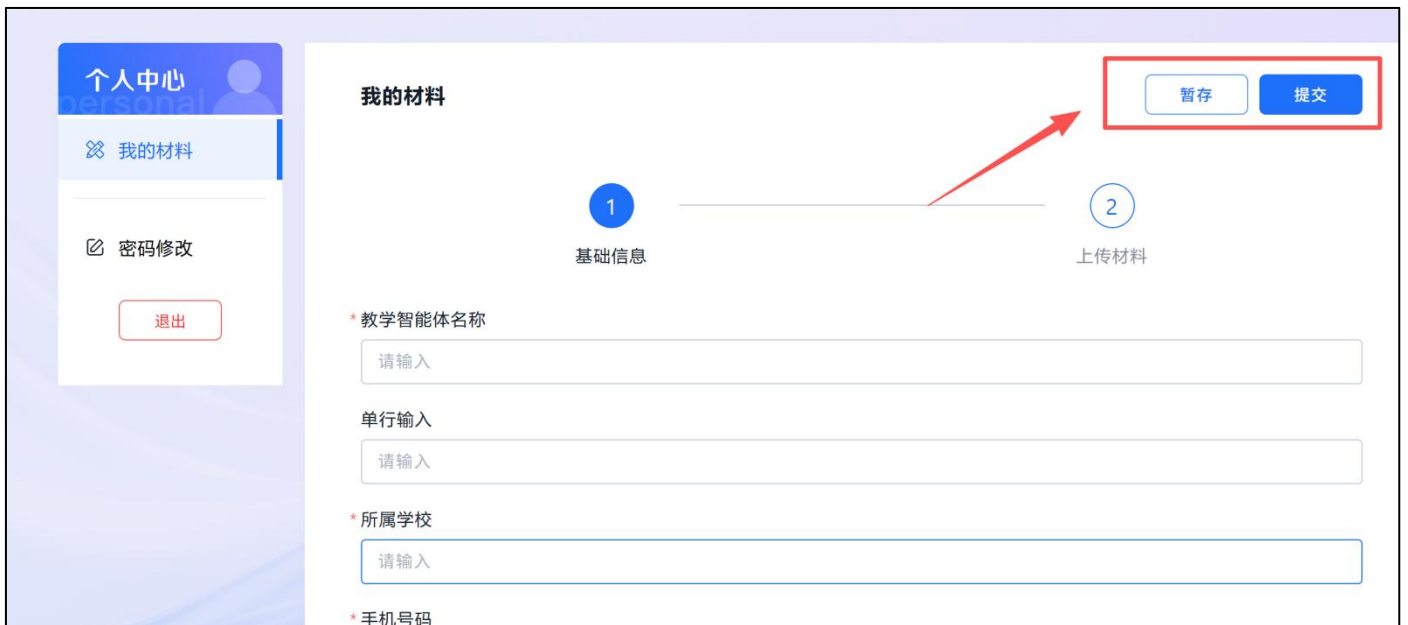 个人中心
personal
我的材料
密码修改
退出
我的材料
暂存
提交
1
2
基础信息
上传材料
* 教学智能体名称
请输入
单行输入
请输入
* 所属学校
请输入
* 手机号码